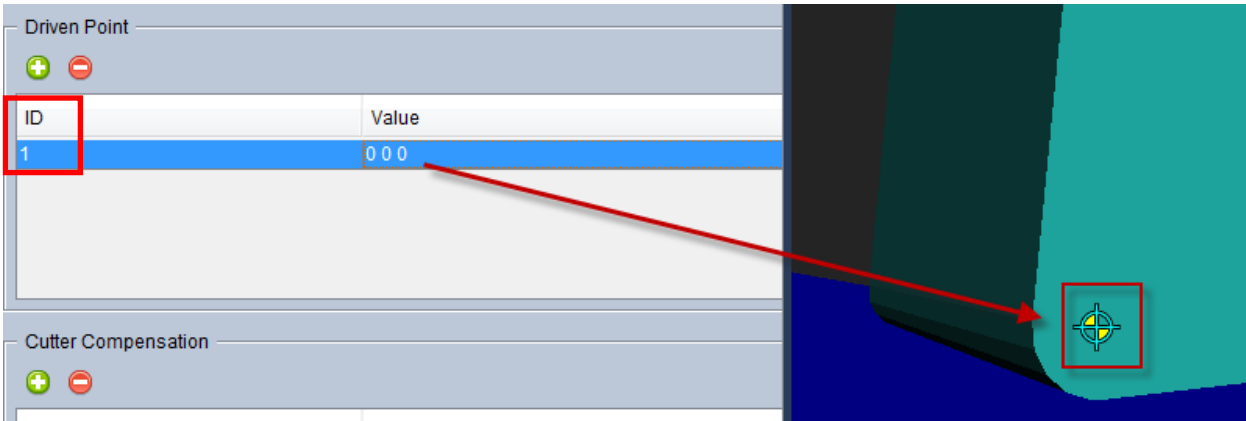 Driven Point
ID Value
1 0 0 0
Cutter Compensation